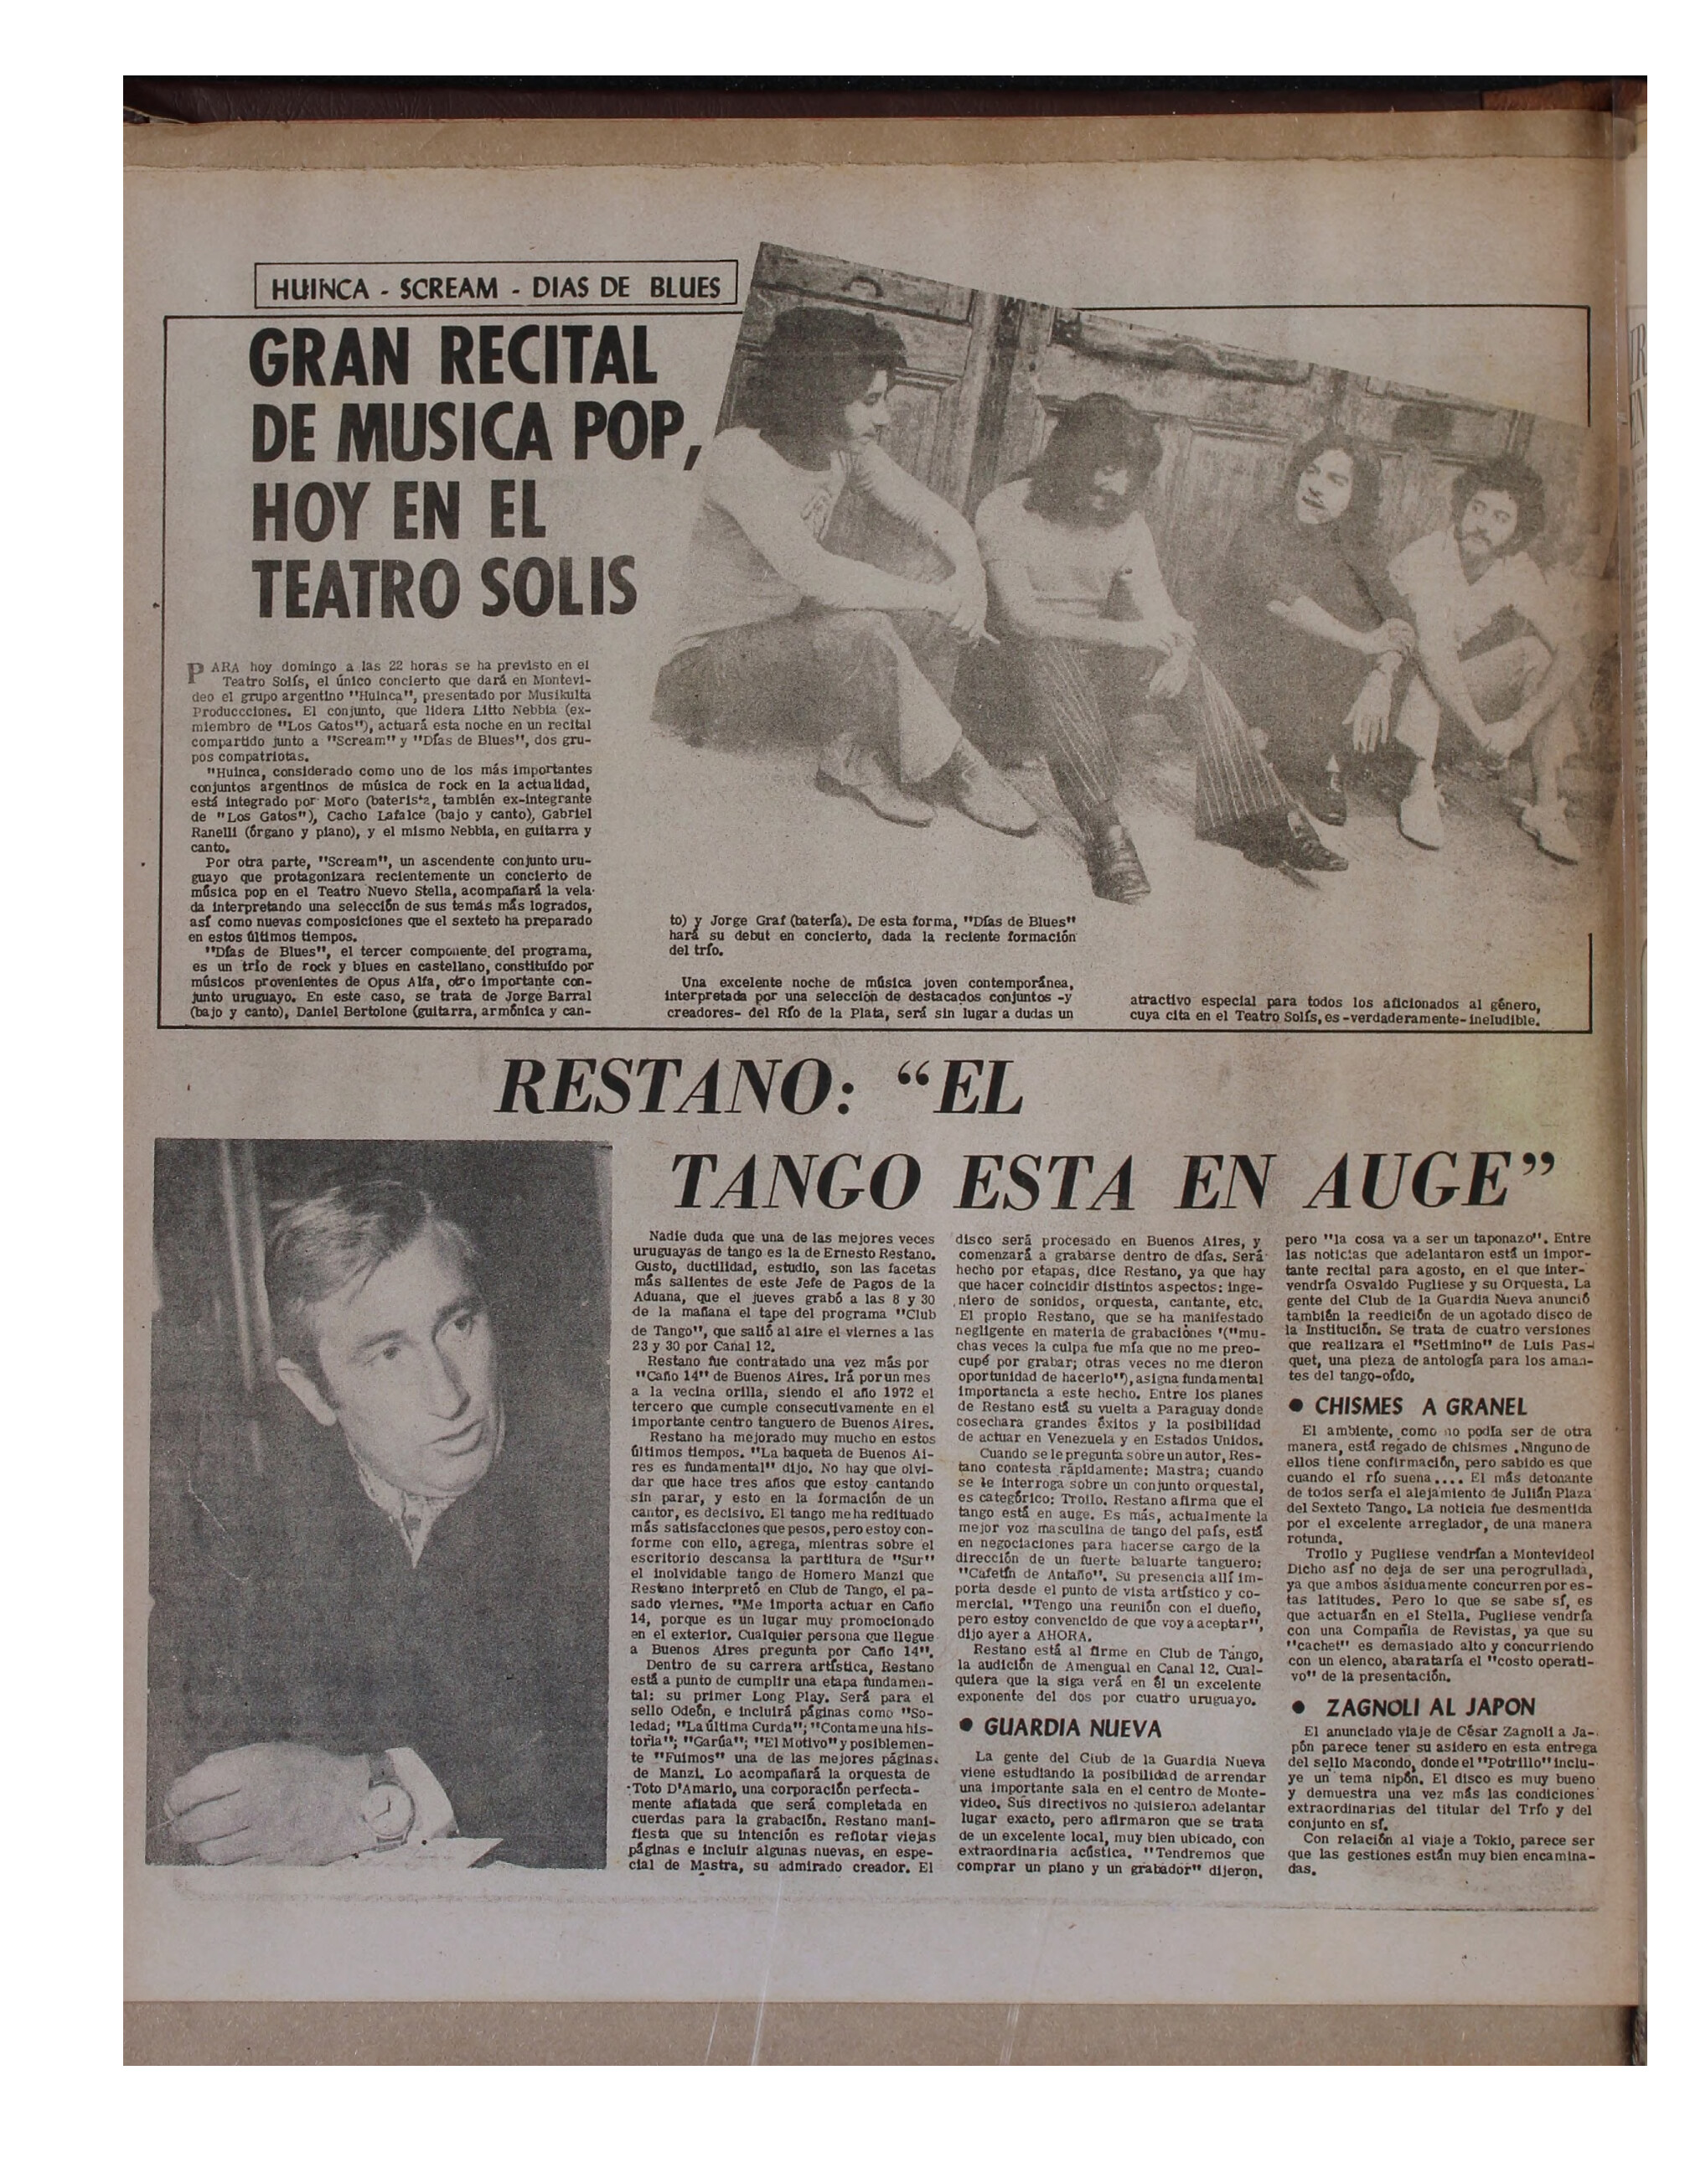 HUINCA - SCREAM - DIAS DE BLUES
GRAN RECITAL
DE MUSICA POP,
HOY EN EL
TEATRO SOLIS
PARA hoy domingo a las 22 horas se ha previsto en el
Teatro Solís, el único concierto que dará en Montevi-
deo el grupo argentino "Huinca", presentado por Musikulta
Produccciones. El conjunto, que lidera Litto Nebbia (ex-
miembro de "Los Gatos"), actuará esta noche en un recital
compartido junto a "Scream" y "Días de Blues", dos gru-
pos compatriotas.
"Huinca, considerado como uno de los más importantes
conjuntos argentinos de música de rock en la actualidad,
está integrado por Moro (baterista, también ex-integrante
de "Los Gatos"), Cacho Lafalce (bajo y canto), Gabriel
Ranelli (órgano y piano), y el mismo Nebbia, en guitarra y
canto.
Por otra parte, "Scream", un ascendente conjunto uru-
guayo que protagonizara recientemente un concierto de
música pop en el Teatro Nuevo Stella, acompañará la vela-
da interpretando una selección de sus temás más logrados,
así como nuevas composiciones que el sexteto ha preparado
en estos últimos tiempos.
"Días de Blues", el tercer componente del programa,
es un trío de rock y blues en castellano, constituído por
músicos provenientes de Opus Alfa, otro importante con-
junto uruguayo. En este caso, se trata de Jorge Barral
(bajo y canto), Daniel Bertolone (guitarra, armónica y can-
to) y Jorge Graf (batería). De esta forma, "Días de Blues"
hará su debut en concierto, dada la reciente formación
del trío.
Una excelente noche de música joven contemporánea,
interpretada por una selección de destacados conjuntos -y
creadores- del Río de la Plata, será sin lugar a dudas un
atractivo especial para todos los aficionados al género,
cuya cita en el Teatro Solís, es -verdaderamente- ineludible.
RESTANO: "EL
TANGO ESTA EN AUGE"
Nadie duda que una de las mejores veces
uruguayas de tango es la de Ernesto Restano.
Gusto, ductilidad, estudio, son las facetas
más salientes de este Jefe de Pagos de la
Aduana, que el jueves grabó a las 8 y 30
de la mañana el tape del programa "Club
de Tango", que salió al aire el viernes a las
23 y 30 por Canal 12.
Restano fue contratado una vez más por
"Caño 14" de Buenos Aires. Irá por un mes
a la vecina orilla, siendo el año 1972 el
tercero que cumple consecutivamente en el
importante centro tanguero de Buenos Aires.
Restano ha mejorado muy mucho en estos
últimos tiempos. "La baqueta de Buenos Ai-
res es fundamental" dijo. No hay que olvi-
dar que hace tres años que estoy cantando
sin parar, y esto en la formación de un
cantor, es decisivo. El tango me ha redituado
más satisfacciones que pesos, pero estoy con-
forme con ello, agrega, mientras sobre el
escritorio descansa la partitura de "Sur"
el inolvidable tango de Homero Manzi que
Restano interpretó en Club de Tango, el pa-
sado viernes. "Me importa actuar en Caño
14, porque es un lugar muy promocionado
en el exterior. Cualquier persona que llegue
a Buenos Aires pregunta por Caño 14".
Dentro de su carrera artística, Restano
está a punto de cumplir una etapa fundamen-
tal: su primer Long Play. Será para el
sello Odeón, e incluirá páginas como "So-
ledad; "La última Curda"; "Contame una his-
toria"; "Garúa"; "El Motivo" y posiblemen-
te "Fuimos" una de las mejores páginas
de Manzi. Lo acompañará la orquesta de
Toto D'Amario, una corporación perfecta-
mente afiatada que será completada en
cuerdas para la grabación. Restano mani-
fiesta que su intención es reflotar viejas
páginas e incluir algunas nuevas, en espe-
cial de Mastra, su admirado creador. El
disco será procesado en Buenos Aires, y
comenzará a grabarse dentro de días. Será
hecho por etapas, dice Restano, ya que hay
que hacer coincidir distintos aspectos: inge-
niero de sonidos, orquesta, cantante, etc.
El propio Restano, que se ha manifestado
negligente en materia de grabaciones ("mu-
chas veces la culpa fue mía que no me preo-
cupé por grabar; otras veces no me dieron
oportunidad de hacerlo"), asigna fundamental
importancia a este hecho. Entre los planes
de Restano está su vuelta a Paraguay donde
cosechara grandes éxitos y la posibilidad
de actuar en Venezuela y en Estados Unidos.
Cuando se le pregunta sobre un autor, Res-
tano contesta rápidamente: Mastra; cuando
se le interroga sobre un conjunto orquestal,
es categórico: Troilo. Restano afirma que el
tango está en auge. Es más, actualmente la
mejor voz masculina de tango del país, está
en negociaciones para hacerse cargo de la
dirección de un fuerte baluarte tanguero:
"Cafetín de Antaño". Su presencia allí im-
porta desde el punto de vista artístico y co-
mercial. "Tengo una reunión con el dueño,
pero estoy convencido de que voy a aceptar",
dijo ayer a AHORA.
Restano está al firme en Club de Tango,
la audición de Amengual en Canal 12. Cual-
quiera que la siga verá en él un excelente
exponente del dos por cuatro uruguayo.
● GUARDIA NUEVA
La gente del Club de la Guardia Nueva
viene estudiando la posibilidad de arrendar
una importante sala en el centro de Monte-
video. Sus directivos no quisieron adelantar
lugar exacto, pero afirmaron que se trata
de un excelente local, muy bien ubicado, con
extraordinaria acústica. "Tendremos que
comprar un piano y un grabador" dijeron,
pero "la cosa va a ser un taponazo". Entre
las noticias que adelantaron está un impor-
tante recital para agosto, en el que inter-
vendría Osvaldo Pugliese y su Orquesta. La
gente del Club de la Guardia Nueva anunció
también la reedición de un agotado disco de
la Institución. Se trata de cuatro versiones
que realizara el "Setimino" de Luis Pas-
quet, una pieza de antología para los aman-
tes del tango-oído.
● CHISMES A GRANEL
El ambiente, como no podía ser de otra
manera, está regado de chismes. Ninguno de
ellos tiene confirmación, pero sabido es que
cuando el río suena.... El más detonante
de todos sería el alejamiento de Julián Plaza
del Sexteto Tango. La noticia fue desmentida
por el excelente arreglador, de una manera
rotunda.
Troilo y Pugliese vendrían a Montevideo!
Dicho así no deja de ser una perogrullada,
ya que ambos asiduamente concurren por es-
tas latitudes. Pero lo que se sabe sí, es
que actuarán en el Stella. Pugliese vendría
con una Compañía de Revistas, ya que su
"cachet" es demasiado alto y concurriendo
con un elenco, abarataría el "costo operati-
vo" de la presentación.
● ZAGNOLI AL JAPON
El anunciado viaje de César Zagnoli a Ja-
pón parece tener su asidero en esta entrega
del sello Macondo, donde el "Potrillo" inclu-
ye un tema nipón. El disco es muy bueno
y demuestra una vez más las condiciones
extraordinarias del titular del Trío y del
conjunto en sí.
Con relación al viaje a Tokio, parece ser
que las gestiones están muy bien encamina-
das.